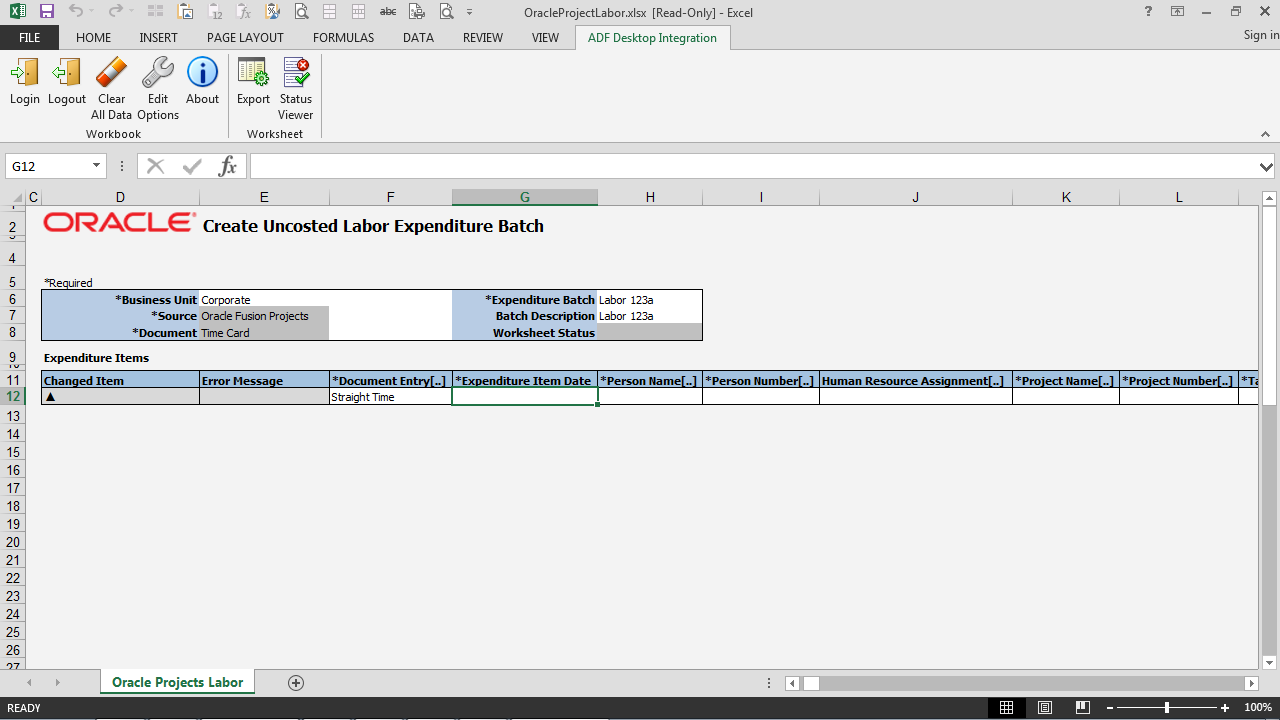 OracleProjectLabor.xlsx [Read-Only] - Excel
FILE HOME INSERT PAGE LAYOUT FORMULAS DATA REVIEW VIEW ADF Desktop Integration Sign in
Login Logout Clear All Data Edit Options About Export Status Viewer
Workbook Worksheet
G12 fx
C D E F G H I J K L
2 ORACLE Create Uncosted Labor Expenditure Batch
4
5 *Required
6 *Business Unit Corporate *Expenditure Batch Labor 123a
7 *Source Oracle Fusion Projects Batch Description Labor 123a
8 *Document Time Card Worksheet Status
9 Expenditure Items
11 Changed Item Error Message *Document Entry[..] *Expenditure Item Date *Person Name[..] *Person Number[..] Human Resource Assignment[..] *Project Name[..] *Project Number[..] *Ta
12 ▲ Straight Time
13
14
15
16
17
18
19
20
21
22
23
24
25
26
27
Oracle Projects Labor
READY 100%